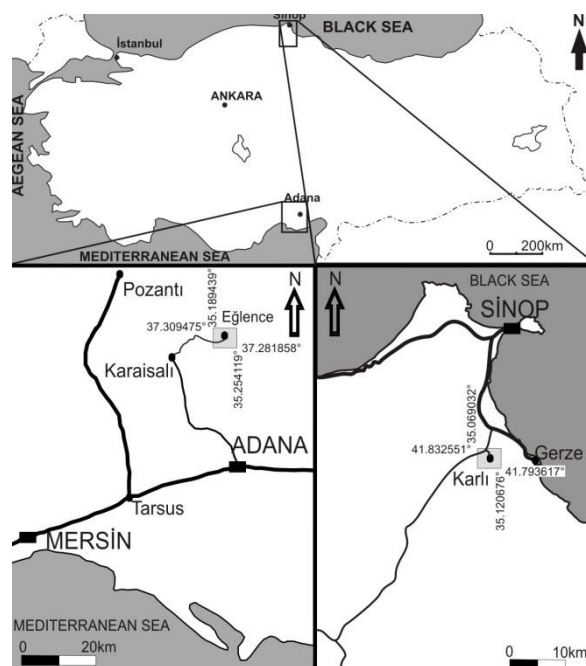 Sinop
BLACK SEA
N
İstanbul
ANKARA
AEGEAN SEA
Adana
MEDITERRANEAN SEA
0 200km
Pozantı
35.189439°
N
37.309475°
Eğlence
37.281858°
Karaisalı
35.254119°
ADANA
Tarsus
MERSİN
MEDITERRANEAN SEA
0 20km
N
BLACK SEA
SİNOP
35.069032°
41.832551°
Gerze
Karlı
41.793617°
35.120676°
0 10km